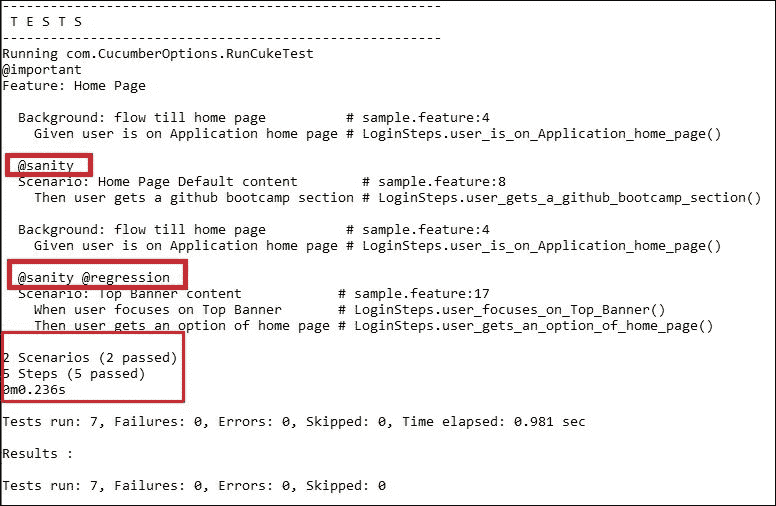 -------------------------------------------------------
 T E S T S
-------------------------------------------------------
Running com.CucumberOptions.RunCukeTest
@important
Feature: Home Page
  Background: flow till home page          # sample.feature:4
    Given user is on Application home page # LoginSteps.user_is_on_Application_home_page()
  @sanity
  Scenario: Home Page Default content         # sample.feature:8
    Then user gets a github bootcamp section # LoginSteps.user_gets_a_github_bootcamp_section()
  Background: flow till home page          # sample.feature:4
    Given user is on Application home page # LoginSteps.user_is_on_Application_home_page()
  @sanity @regression
  Scenario: Top Banner content            # sample.feature:17
    When user focuses on Top Banner       # LoginSteps.user_focuses_on_Top_Banner()
    Then user gets an option of home page # LoginSteps.user_gets_an_option_of_home_page()
2 Scenarios (2 passed)
5 Steps (5 passed)
0m0.236s
Tests run: 7, Failures: 0, Errors: 0, Skipped: 0, Time elapsed: 0.981 sec
Results :
Tests run: 7, Failures: 0, Errors: 0, Skipped: 0